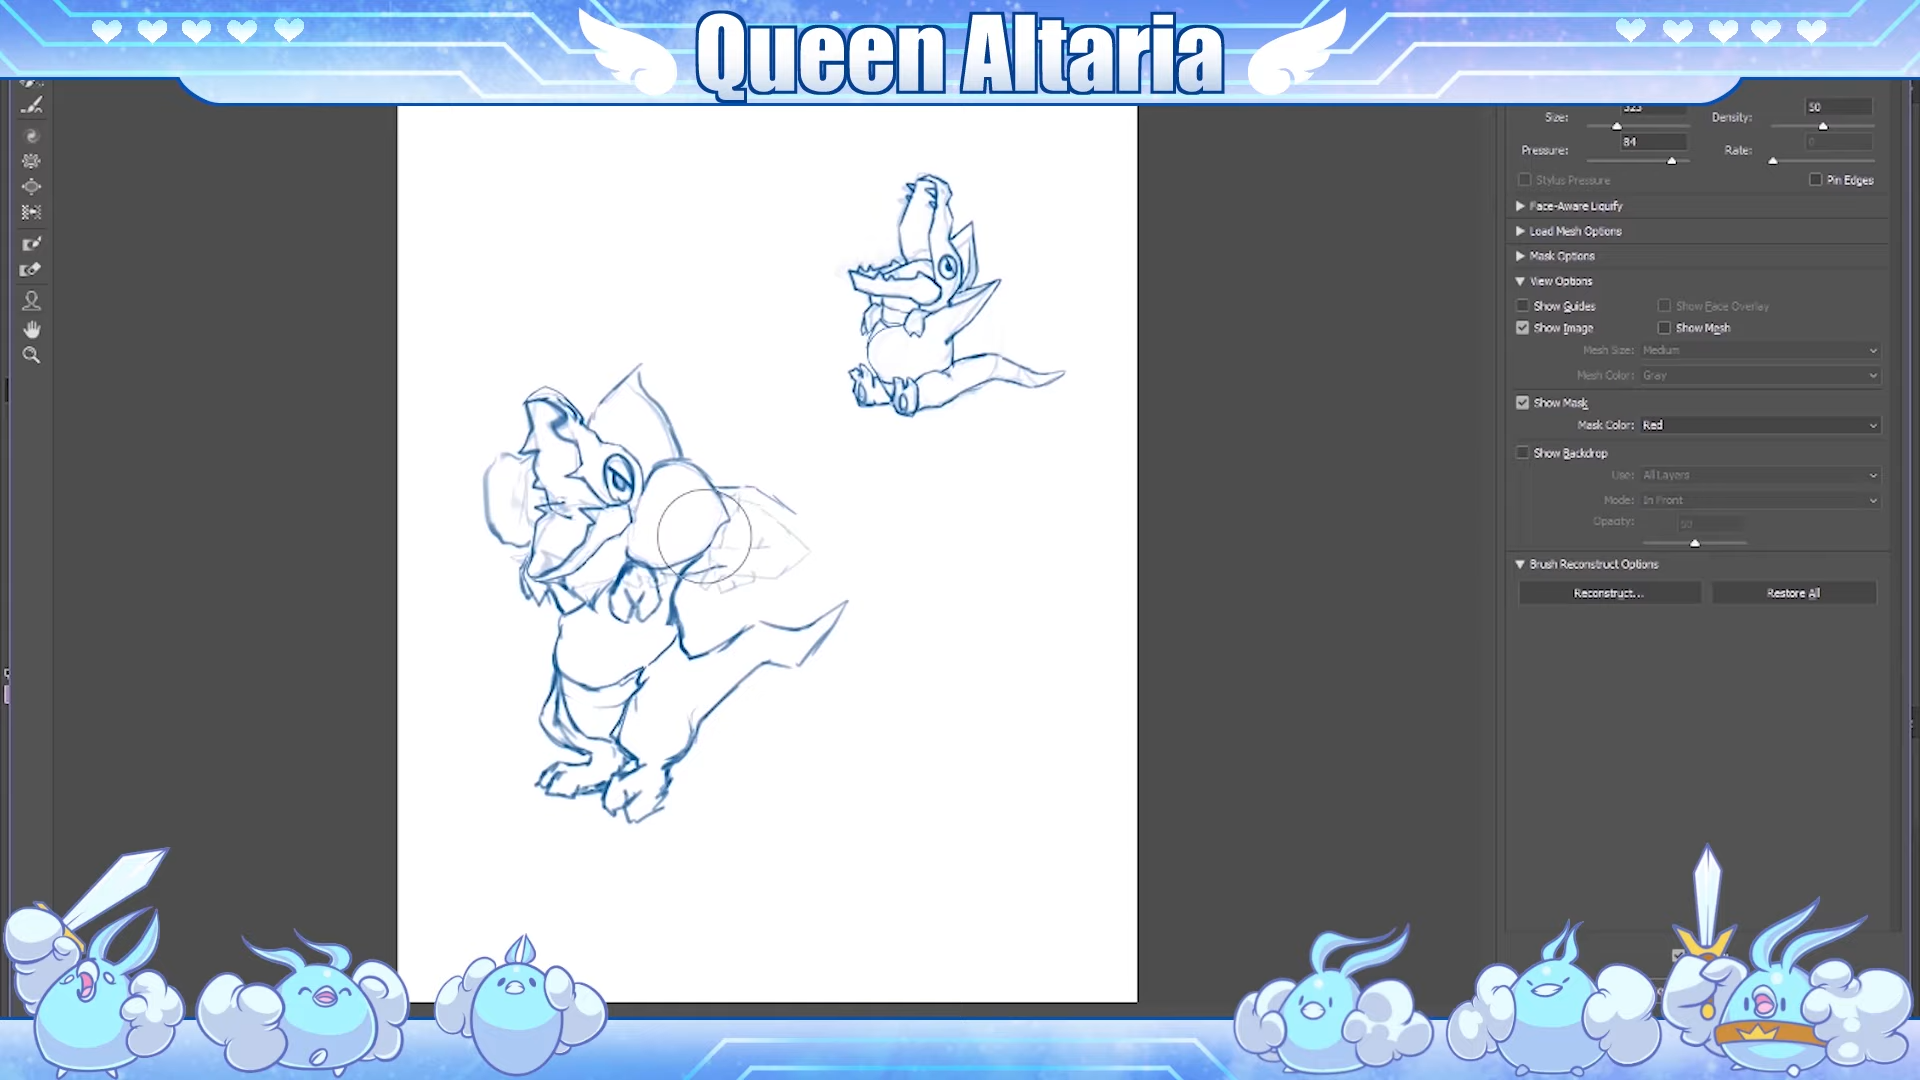 Queen Altaria
Size: 323 Density: 50
Pressure: 84 Rate: 0
Stylus Pressure Pin Edges
Face-Aware Liquify
Load Mesh Options
Mask Options
View Options
Show Guides Show Face Overlay
Show Image Show Mesh
Mesh Size: Medium
Mesh Color: Gray
Show Mask
Mask Color: Red
Show Backdrop
Use: All Layers
Mode: In Front
Opacity: 50
Brush Reconstruct Options
Reconstruct... Restore All